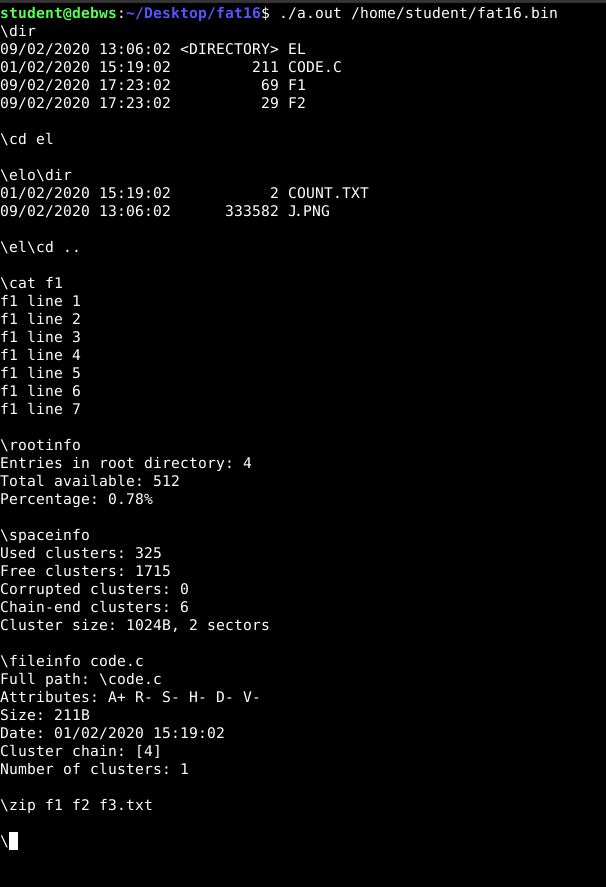 student@debws:~/Desktop/fat16$ ./a.out /home/student/fat16.bin
\dir
09/02/2020 13:06:02 <DIRECTORY> EL
01/02/2020 15:19:02          211 CODE.C
09/02/2020 17:23:02           69 F1
09/02/2020 17:23:02           29 F2
\cd el
\elo\dir
01/02/2020 15:19:02            2 COUNT.TXT
09/02/2020 13:06:02       333582 J.PNG
\el\cd ..
\cat f1
f1 line 1
f1 line 2
f1 line 3
f1 line 4
f1 line 5
f1 line 6
f1 line 7
\rootinfo
Entries in root directory: 4
Total available: 512
Percentage: 0.78%
\spaceinfo
Used clusters: 325
Free clusters: 1715
Corrupted clusters: 0
Chain-end clusters: 6
Cluster size: 1024B, 2 sectors
\fileinfo code.c
Full path: \code.c
Attributes: A+ R- S- H- D- V-
Size: 211B
Date: 01/02/2020 15:19:02
Cluster chain: [4]
Number of clusters: 1
\zip f1 f2 f3.txt
\